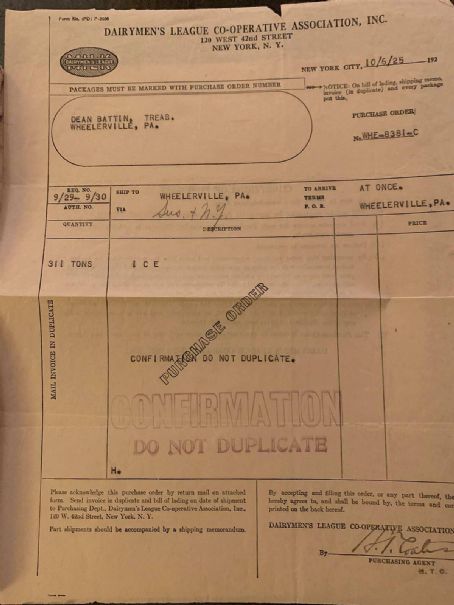 DAIRYMEN'S LEAGUE CO-OPERATIVE ASSOCIATION, INC.
120 WEST 42nd STREET
NEW YORK, N. Y.
DAIRYMEN'S LEAGUE
MILK
NEW YORK CITY, 10/5/25 192
PACKAGES MUST BE MARKED WITH PURCHASE ORDER NUMBER
NOTICE: On bill of lading, shipping memo,
invoice (in duplicate) and every package
put this,
PURCHASE ORDER
No. WHE-8381-C
DEAN BATTIN, TREAS.
WHEELERVILLE, PA.
REQ. NO.
9/29- 9/30
AUTH. NO.
SHIP TO WHEELERVILLE, PA.
VIA Sus. & N.Y.
TO ARRIVE AT ONCE.
TERMS
F. O. B. WHEELERVILLE, PA.
QUANTITY DESCRIPTION PRICE
311 TONS ICE
MAIL INVOICE IN DUPLICATE
PURCHASE ORDER
CONFIRMATION DO NOT DUPLICATE.
CONFIRMATION
DO NOT DUPLICATE
H.
Please acknowledge this purchase order by return mail on attached
form. Send invoice in duplicate and bill of lading on date of shipment
to Purchasing Dept., Dairymen's League Co-operative Association, Inc.,
120 W. 42nd Street, New York, N. Y.
Part shipments should be accompanied by a shipping memorandum.
By accepting and filling this order, or any part thereof, the
hereby agrees to, and shall be bound by, the terms and con
printed on the back hereof.
DAIRYMEN'S LEAGUE CO-OPERATIVE ASSOCIATION
By
PURCHASING AGENT